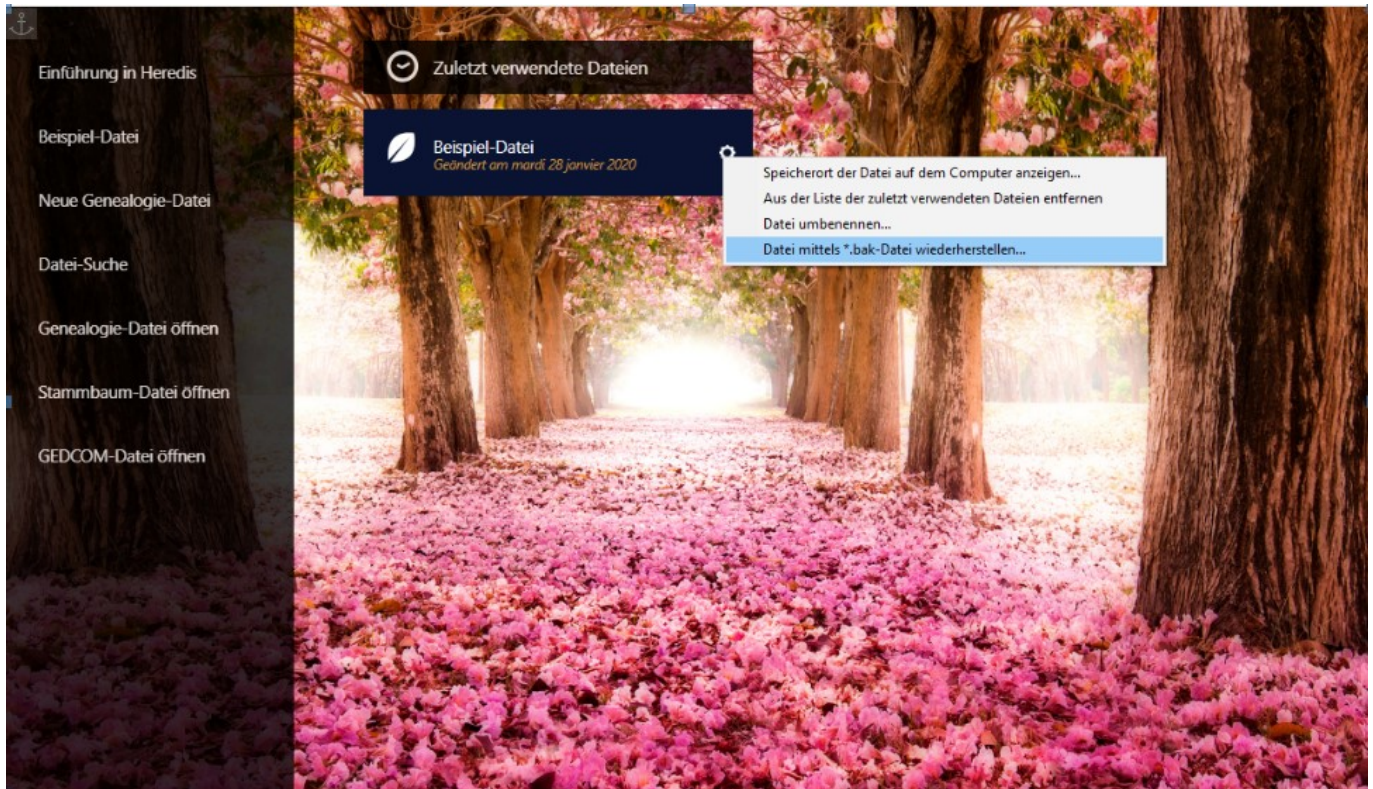 Einführung in Heredis
Beispiel-Datei
Neue Genealogie-Datei
Datei-Suche
Genealogie-Datei öffnen
Stammbaum-Datei öffnen
GEDCOM-Datei öffnen
Zuletzt verwendete Dateien
Beispiel-Datei
Geändert am mardi 28 janvier 2020
Speicherort der Datei auf dem Computer anzeigen...
Aus der Liste der zuletzt verwendeten Dateien entfernen
Datei umbenennen...
Datei mittels *.bak-Datei wiederherstellen...